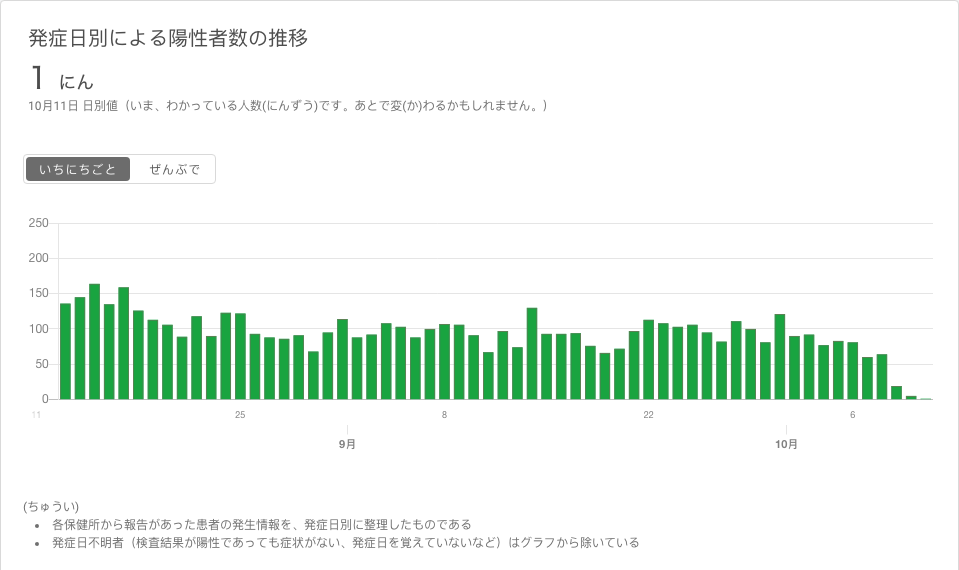 発症日別による陽性者数の推移
1 にん
10月11日 日別値（いま、わかっている人数(にんずう)です。あとで変(か)わるかもしれません。）
いちにちごと ぜんぶで
250
200
150
100
50
0
11 25 8 22 6
9月 10月
(ちゅうい)
• 各保健所から報告があった患者の発生情報を、発症日別に整理したものである
• 発症日不明者（検査結果が陽性であっても症状がない、発症日を覚えていないなど）はグラフから除いている